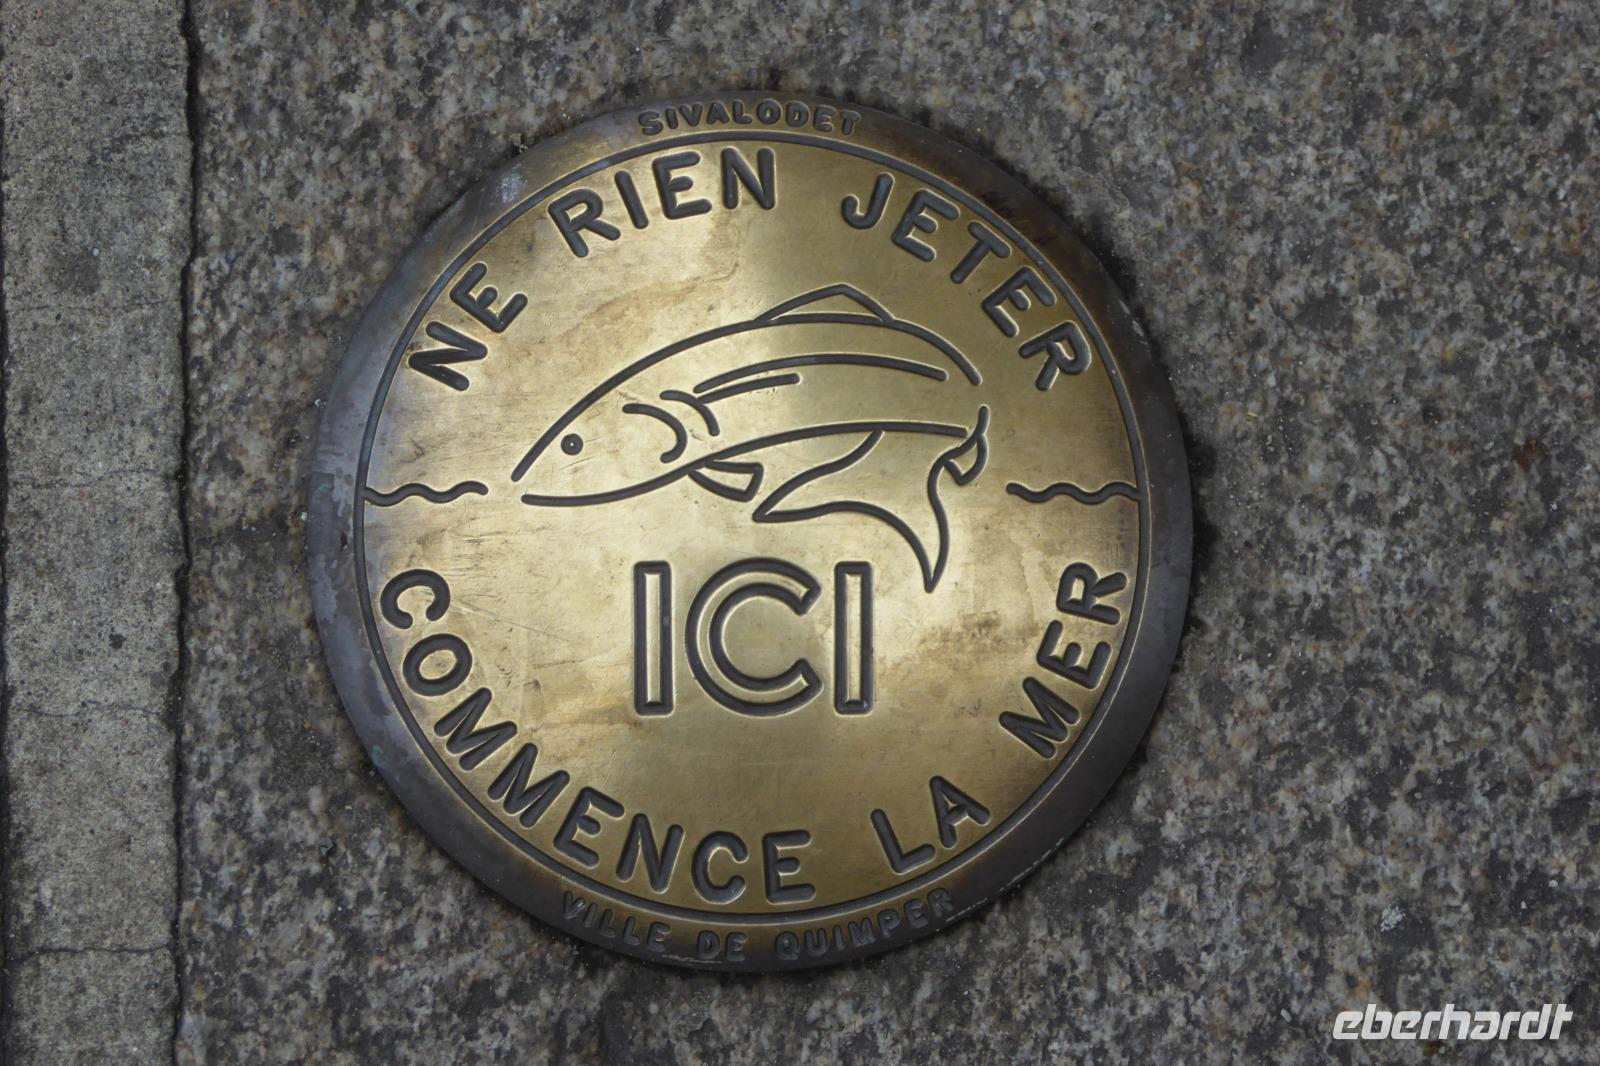 SIVALODET
NE RIEN JETER
ICI
COMMENCE LA MER
VILLE DE QUIMPER
eberhardt